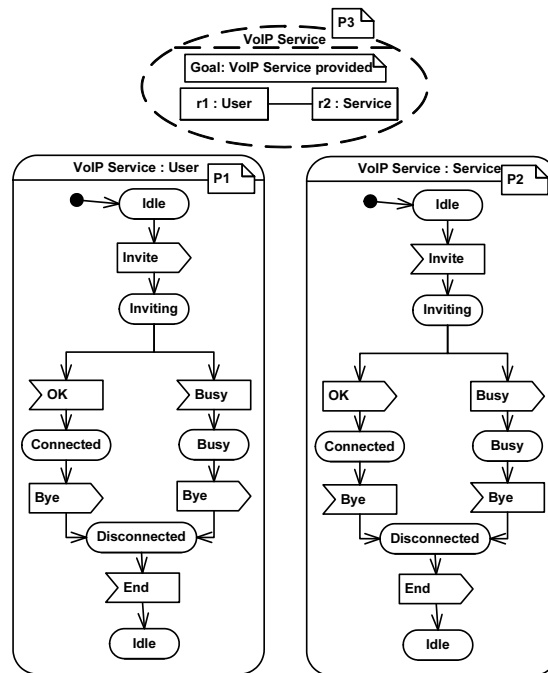 P3
VoIP Service
Goal: VoIP Service provided
r1 : User
r2 : Service
VoIP Service : User
P1
Idle
Invite
Inviting
OK
Busy
Connected
Busy
Bye
Bye
Disconnected
End
Idle
VoIP Service : Service
P2
Idle
Invite
Inviting
OK
Busy
Connected
Busy
Bye
Bye
Disconnected
End
Idle